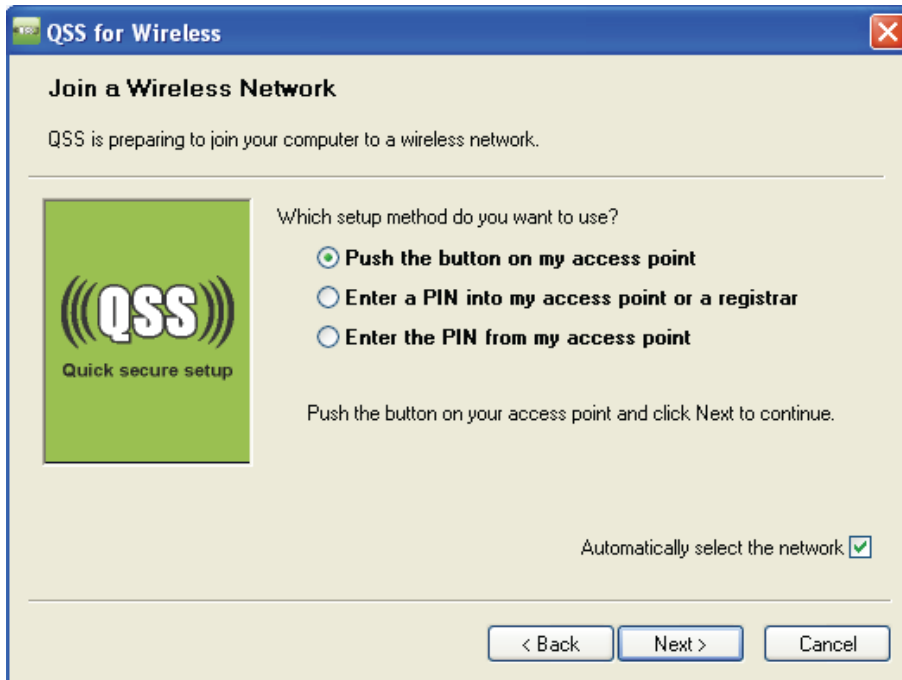 QSS for Wireless
Join a Wireless Network
QSS is preparing to join your computer to a wireless network.
Which setup method do you want to use?
Push the button on my access point
Enter a PIN into my access point or a registrar
Enter the PIN from my access point
(((QSS)))
Quick secure setup
Push the button on your access point and click Next to continue.
Automatically select the network
< Back
Next >
Cancel